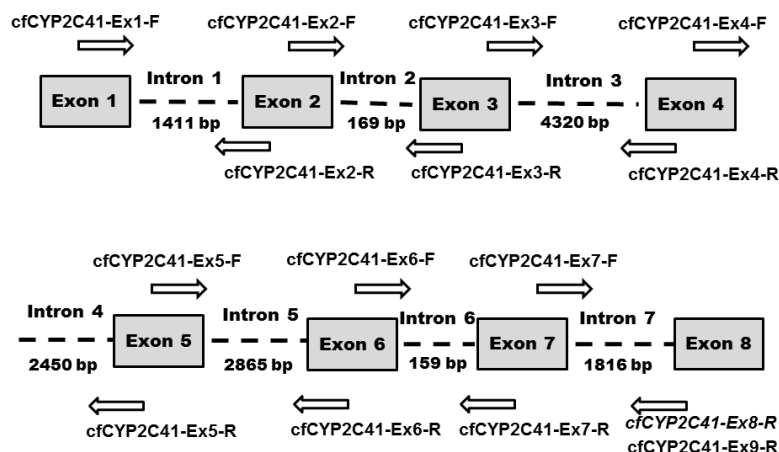 cfCYP2C41-Ex1-F cfCYP2C41-Ex2-F cfCYP2C41-Ex3-F cfCYP2C41-Ex4-F
Intron 1 Intron 2 Intron 3
Exon 1 Exon 2 Exon 3 Exon 4
1411 bp 169 bp 4320 bp
cfCYP2C41-Ex2-R cfCYP2C41-Ex3-R cfCYP2C41-Ex4-R
cfCYP2C41-Ex5-F cfCYP2C41-Ex6-F cfCYP2C41-Ex7-F
Intron 4 Intron 5 Intron 6 Intron 7
Exon 5 Exon 6 Exon 7 Exon 8
2450 bp 2865 bp 159 bp 1816 bp
cfCYP2C41-Ex5-R cfCYP2C41-Ex6-R cfCYP2C41-Ex7-R cfCYP2C41-Ex8-R
cfCYP2C41-Ex9-R